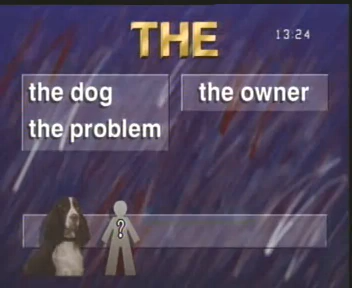 THE
13:24
the dog
the problem
the owner
?